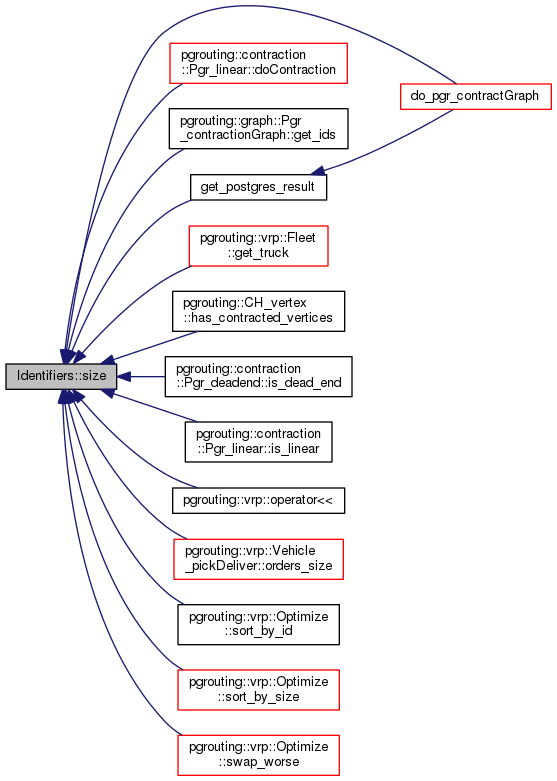 pgrouting::contraction
::Pgr_linear::doContraction
do_pgr_contractGraph
pgrouting::graph::Pgr
_contractionGraph::get_ids
get_postgres_result
pgrouting::vrp::Fleet
::get_truck
pgrouting::CH_vertex
::has_contracted_vertices
Identifiers::size
pgrouting::contraction
::Pgr_deadend::is_dead_end
pgrouting::contraction
::Pgr_linear::is_linear
pgrouting::vrp::operator<<
pgrouting::vrp::Vehicle
_pickDeliver::orders_size
pgrouting::vrp::Optimize
::sort_by_id
pgrouting::vrp::Optimize
::sort_by_size
pgrouting::vrp::Optimize
::swap_worse